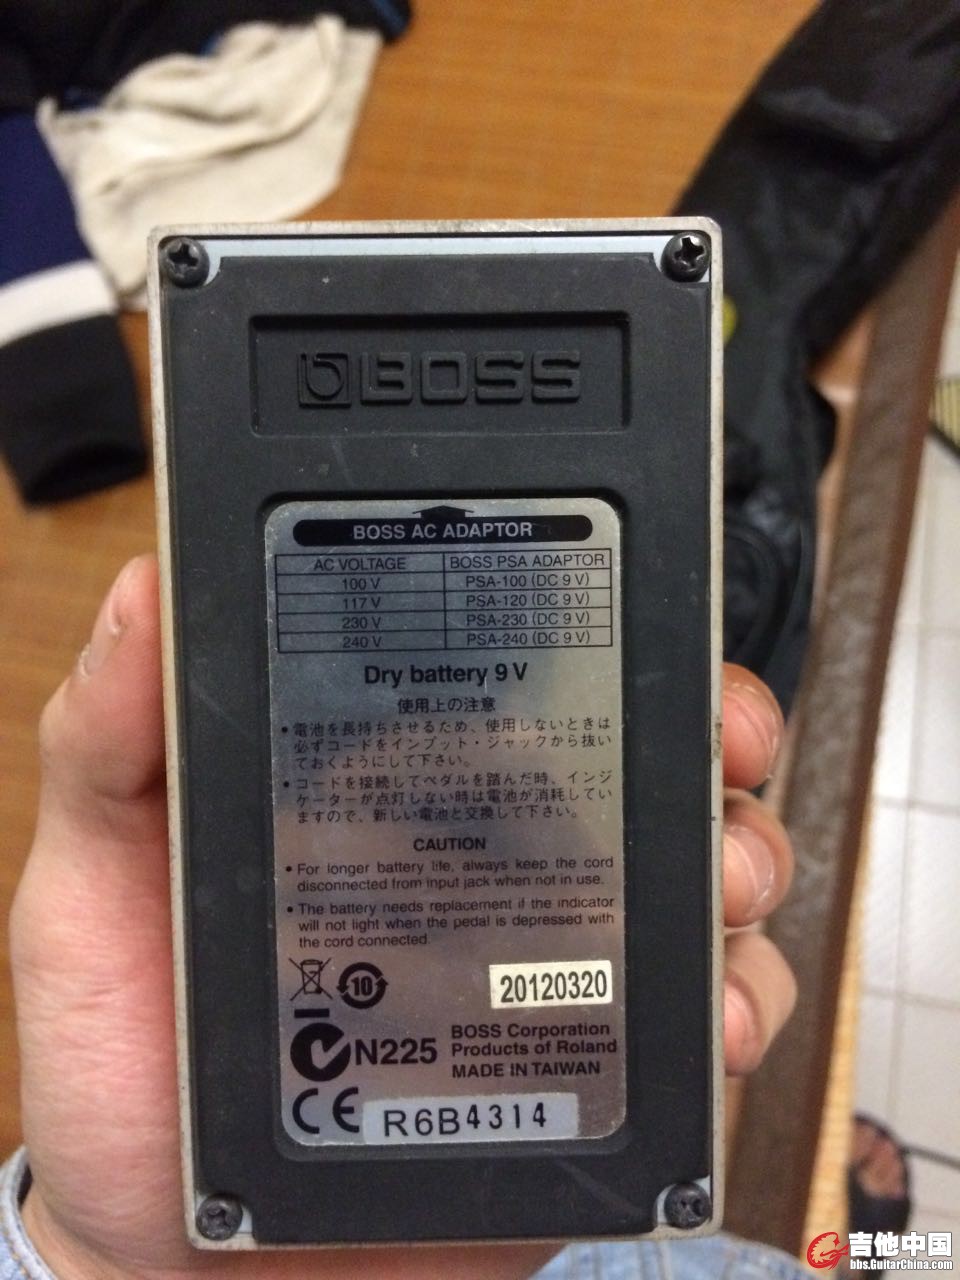 BOSS
BOSS AC ADAPTOR
AC VOLTAGE BOSS PSA ADAPTOR
100 V PSA-100 (DC 9 V)
117 V PSA-120 (DC 9 V)
230 V PSA-230 (DC 9 V)
240 V PSA-240 (DC 9 V)
Dry battery 9 V
使用上の注意
• 電池を長持ちさせるため、使用しないときは
必ずコードをインプット・ジャックから抜い
ておくようにして下さい。
• コードを接続してペダルを踏んだ時、インジ
ケーターが点灯しない時は電池が消耗してい
ますので、新しい電池と交換して下さい。
CAUTION
• For longer battery life, always keep the cord
disconnected from input jack when not in use.
• The battery needs replacement if the indicator
will not light when the pedal is depressed with
the cord connected.
10
20120320
N225
BOSS Corporation
Products of Roland
MADE IN TAIWAN
CE
R6B4314
吉他中国
bbs.GuitarChina.com